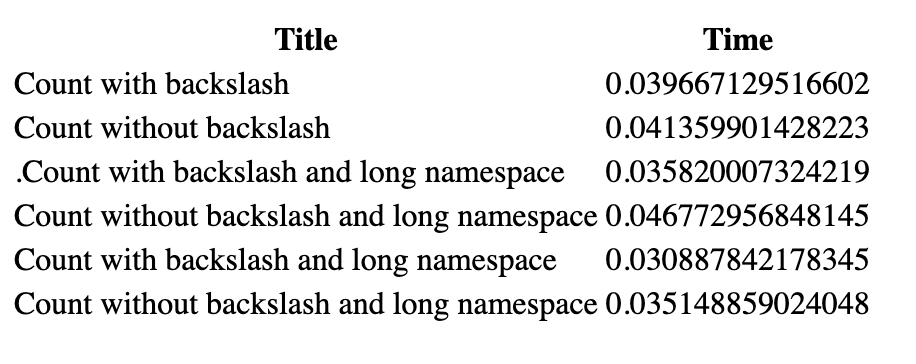 Title Time
Count with backslash 0.039667129516602
Count without backslash 0.041359901428223
.Count with backslash and long namespace 0.035820007324219
Count without backslash and long namespace 0.046772956848145
Count with backslash and long namespace 0.030887842178345
Count without backslash and long namespace 0.035148859024048